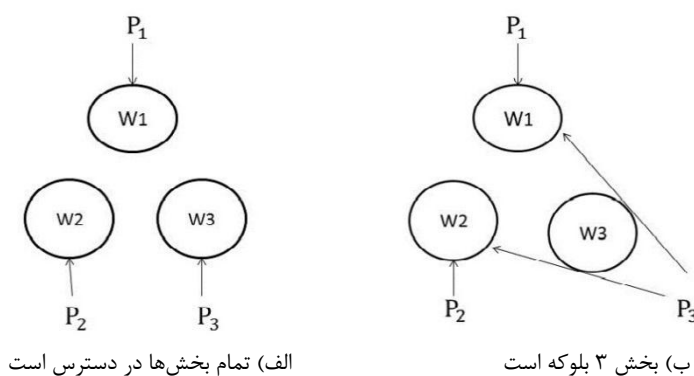 P1 P1
W1 W1
W2 W3 W2 W3
P2 P3 P2 P3
الف) تمام بخش‌ها در دسترس است
ب) بخش ۳ بلوکه است